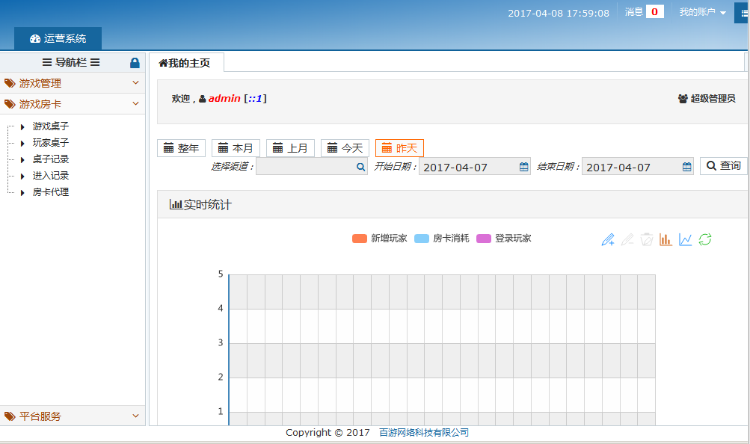 2017-04-08 17:59:08 消息 0 我的账户
运营系统
导航栏
我的主页
游戏管理
游戏房卡
游戏桌子
玩家桌子
桌子记录
进入记录
房卡代理
平台服务
欢迎，admin [::1] 超级管理员
整年 本月 上月 今天 昨天
选择渠道： 开始日期： 2017-04-07 结束日期： 2017-04-07 查询
实时统计
新增玩家 房卡消耗 登录玩家
5
4
3
2
1
Copyright © 2017 百游网络科技有限公司